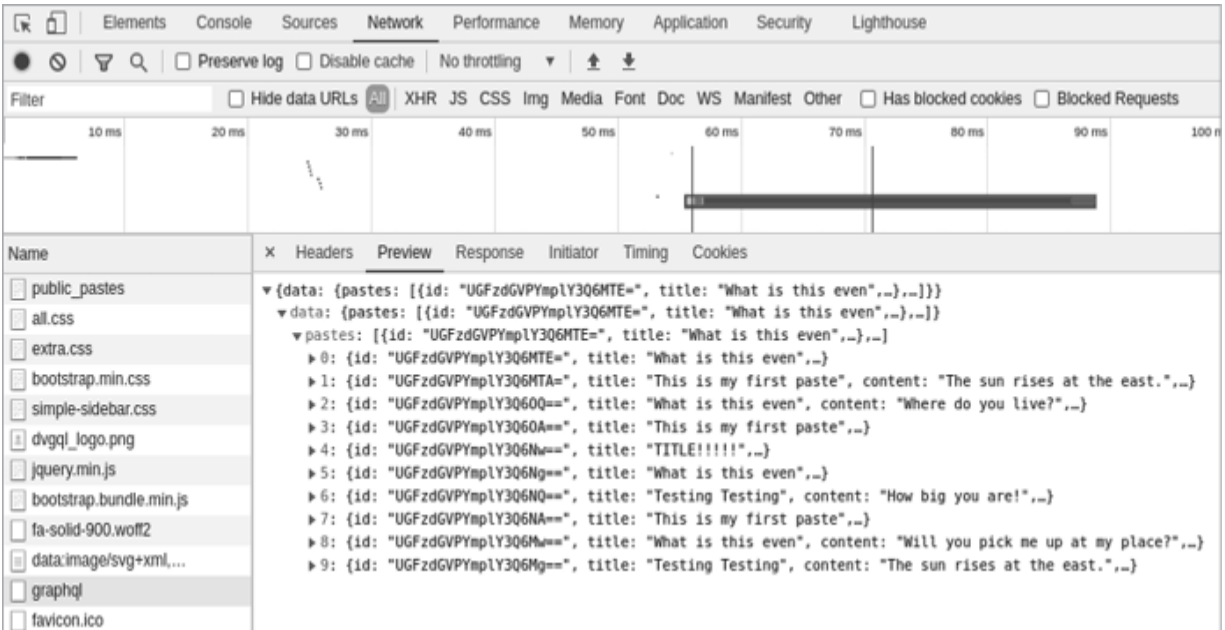 Elements Console Sources Network Performance Memory Application Security Lighthouse
Preserve log Disable cache No throttling
Filter Hide data URLs All XHR JS CSS Img Media Font Doc WS Manifest Other Has blocked cookies Blocked Requests
10 ms 20 ms 30 ms 40 ms 50 ms 60 ms 70 ms 80 ms 90 ms 100 m
Name
public_pastes
all.css
extra.css
bootstrap.min.css
simple-sidebar.css
dvgql_logo.png
jquery.min.js
bootstrap.bundle.min.js
fa-solid-900.woff2
data:image/svg+xml,…
graphql
favicon.ico
× Headers Preview Response Initiator Timing Cookies
▼{data: {pastes: [{id: "UGFzdGVPYmplY3Q6MTE=", title: "What is this even",…},…]}}
▼data: {pastes: [{id: "UGFzdGVPYmplY3Q6MTE=", title: "What is this even",…},…]}
▼pastes: [{id: "UGFzdGVPYmplY3Q6MTE=", title: "What is this even",…},…]
▶0: {id: "UGFzdGVPYmplY3Q6MTE=", title: "What is this even",…}
▶1: {id: "UGFzdGVPYmplY3Q6MTA=", title: "This is my first paste", content: "The sun rises at the east.",…}
▶2: {id: "UGFzdGVPYmplY3Q6OQ==", title: "What is this even", content: "Where do you live?",…}
▶3: {id: "UGFzdGVPYmplY3Q6OA==", title: "This is my first paste",…}
▶4: {id: "UGFzdGVPYmplY3Q6Nw==", title: "TITLE!!!!!",…}
▶5: {id: "UGFzdGVPYmplY3Q6Ng==", title: "What is this even",…}
▶6: {id: "UGFzdGVPYmplY3Q6NQ==", title: "Testing Testing", content: "How big you are!",…}
▶7: {id: "UGFzdGVPYmplY3Q6NA==", title: "This is my first paste",…}
▶8: {id: "UGFzdGVPYmplY3Q6Mw==", title: "What is this even", content: "Will you pick me up at my place?",…}
▶9: {id: "UGFzdGVPYmplY3Q6Mg==", title: "Testing Testing", content: "The sun rises at the east.",…}